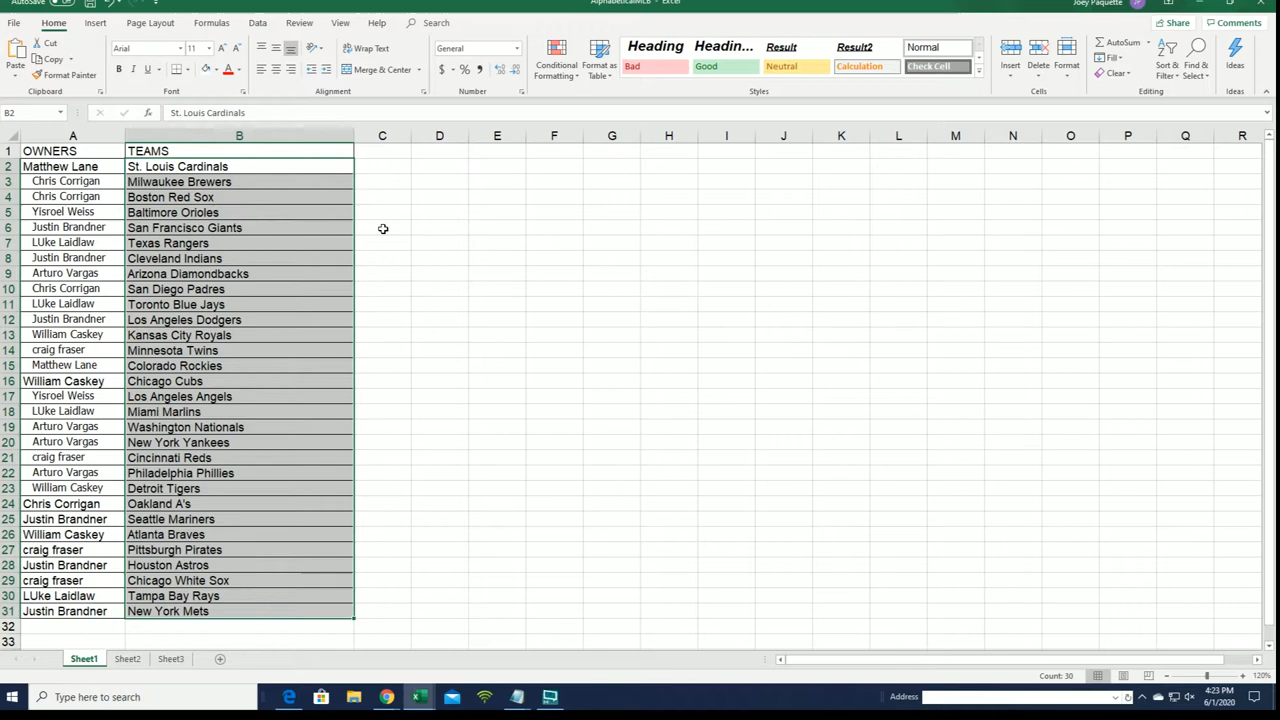 AutoSave Off AlphabeticalMLB - Excel Joey Paquette JP
File Home Insert Page Layout Formulas Data Review View Help Search Share Comments
Paste Cut Copy Format Painter Clipboard
Arial 11 A A B I U A Font
Wrap Text Merge & Center Alignment
General $ % , Number
Conditional Formatting Format as Table
Heading Headin... Result Result2 Normal
Bad Good Neutral Calculation Check Cell
Styles
Insert Delete Format Cells
AutoSum Fill Clear Sort & Filter Find & Select Editing
Ideas Ideas
B2 fx St. Louis Cardinals
A B C D E F G H I J K L M N O P Q R
1 OWNERS TEAMS
2 Matthew Lane St. Louis Cardinals
3 Chris Corrigan Milwaukee Brewers
4 Chris Corrigan Boston Red Sox
5 Yisroel Weiss Baltimore Orioles
6 Justin Brandner San Francisco Giants
7 LUke Laidlaw Texas Rangers
8 Justin Brandner Cleveland Indians
9 Arturo Vargas Arizona Diamondbacks
10 Chris Corrigan San Diego Padres
11 LUke Laidlaw Toronto Blue Jays
12 Justin Brandner Los Angeles Dodgers
13 William Caskey Kansas City Royals
14 craig fraser Minnesota Twins
15 Matthew Lane Colorado Rockies
16 William Caskey Chicago Cubs
17 Yisroel Weiss Los Angeles Angels
18 LUke Laidlaw Miami Marlins
19 Arturo Vargas Washington Nationals
20 Arturo Vargas New York Yankees
21 craig fraser Cincinnati Reds
22 Arturo Vargas Philadelphia Phillies
23 William Caskey Detroit Tigers
24 Chris Corrigan Oakland A's
25 Justin Brandner Seattle Mariners
26 William Caskey Atlanta Braves
27 craig fraser Pittsburgh Pirates
28 Justin Brandner Houston Astros
29 craig fraser Chicago White Sox
30 LUke Laidlaw Tampa Bay Rays
31 Justin Brandner New York Mets
32
33
Sheet1 Sheet2 Sheet3
Count: 30 120%
Type here to search Address 4:23 PM
6/1/2020